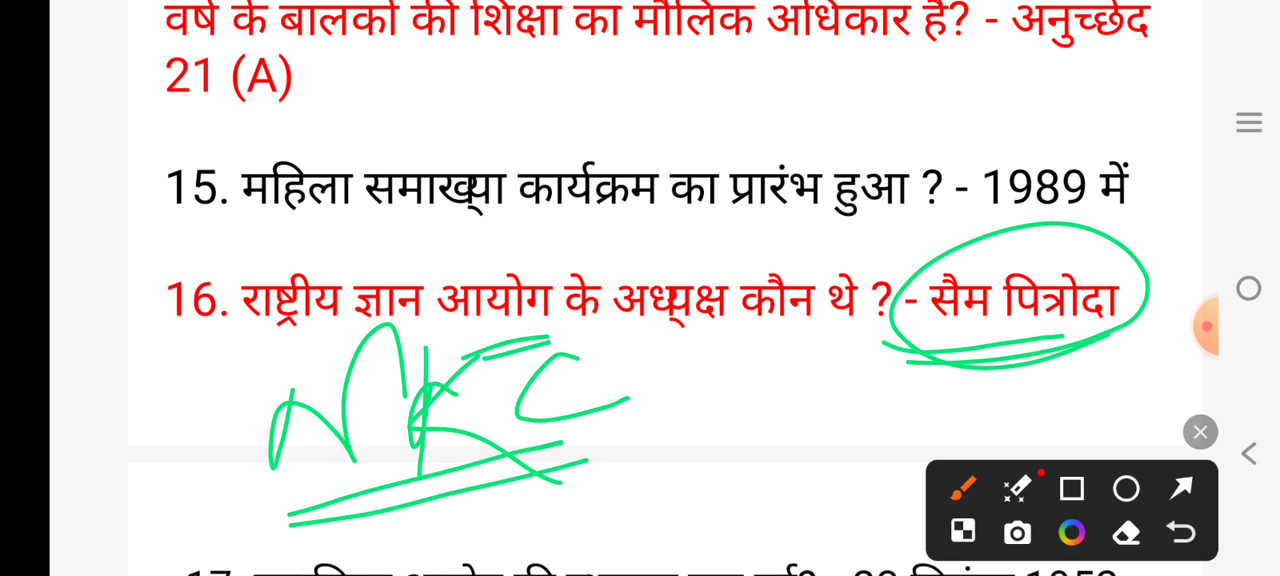 वर्ष के बालकों की शिक्षा का मौलिक अधिकार है? - अनुच्छेद
21 (A)
15. महिला समाख्या कार्यक्रम का प्रारंभ हुआ ? - 1989 में
16. राष्ट्रीय ज्ञान आयोग के अध्यक्ष कौन थे ? - सैम पित्रोदा
NKC